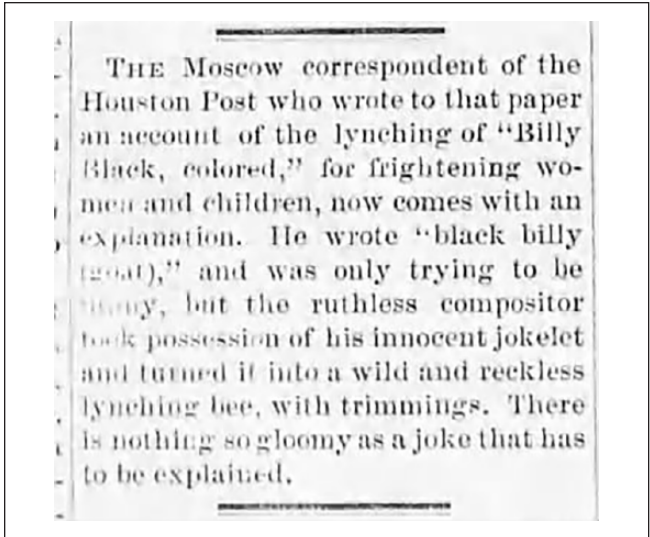 THE Moscow correspondent of the
Houston Post who wrote to that paper
an account of the lynching of “Billy
Black, colored,” for frightening wo-
men and children, now comes with an
explanation. He wrote “black billy
(goat),” and was only trying to be
funny, but the ruthless compositor
took possession of his innocent jokelet
and turned it into a wild and reckless
lynching bee, with trimmings. There
is nothing so gloomy as a joke that has
to be explained.